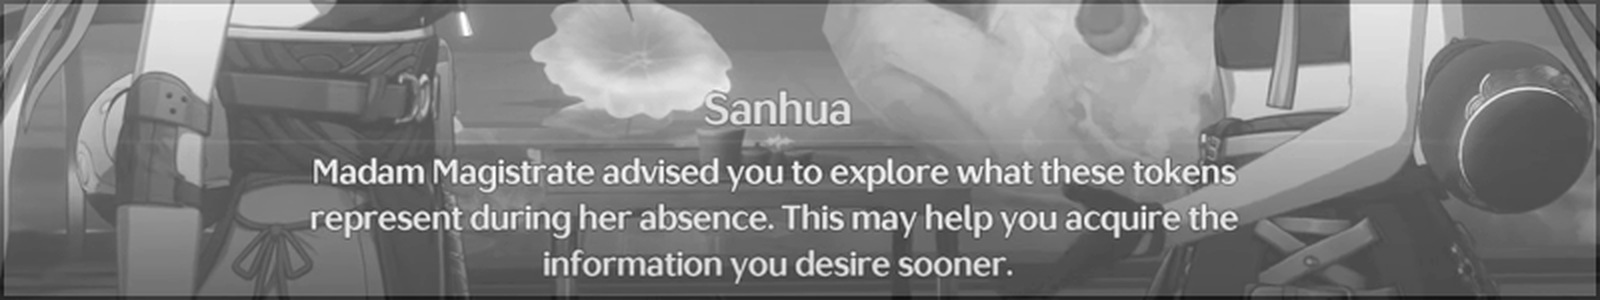 Sanhua
Madam Magistrate advised you to explore what these tokens
represent during her absence. This may help you acquire the
information you desire sooner.